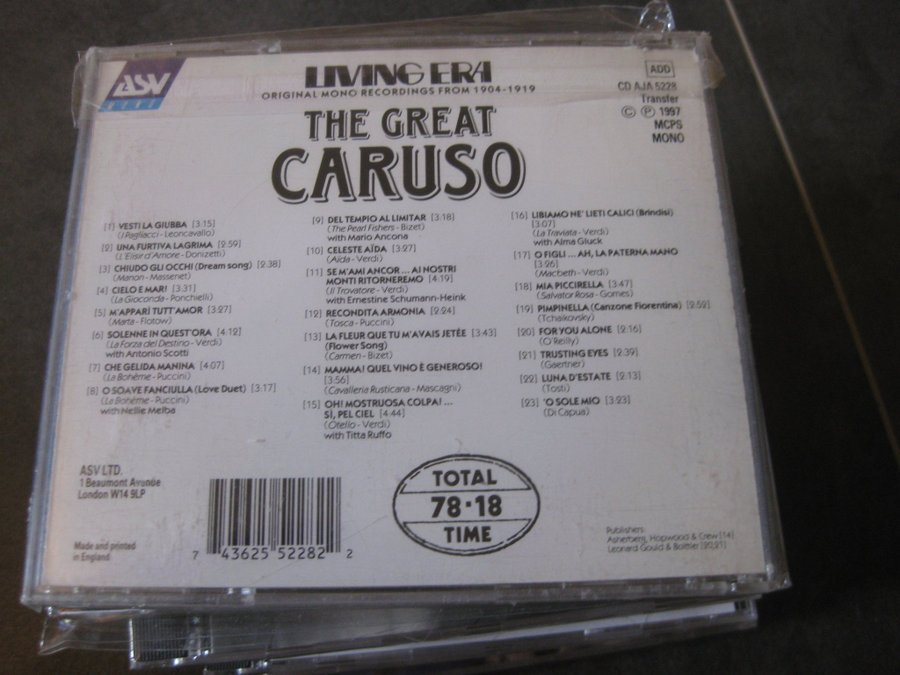 ASV
LIVING ERA
ORIGINAL MONO RECORDINGS FROM 1904-1919
THE GREAT
CARUSO
ADD
CD AJA 5228
Transfer
© ℗ 1997
MCPS
MONO
[1] VESTI LA GIUBBA [3.15]
(I Pagliacci - Leoncavallo)
[2] UNA FURTIVA LAGRIMA [2:59]
(L'Elisir d'Amore - Donizetti)
[3] CHIUDO GLI OCCHI (Dream song) [2:38]
(Manon - Massenet)
[4] CIELO E MAR! [3:31]
(La Gioconda - Ponchielli)
[5] M'APPARI TUTT'AMOR [3:27]
(Marta - Flotow)
[6] SOLENNE IN QUEST'ORA [4:12]
(La Forza del Destino - Verdi)
with Antonio Scotti
[7] CHE GELIDA MANINA [4:07]
(La Bohème - Puccini)
[8] O SOAVE FANCIULLA (Love Duet) [3.17]
(La Bohème - Puccini)
with Nellie Melba
[9] DEL TEMPIO AL LIMITAR [3.18]
(The Pearl Fishers - Bizet)
with Mario Ancona
[10] CELESTE AÏDA [3:27]
(Aïda - Verdi)
[11] SE M'AMI ANCOR ... AI NOSTRI
MONTI RITORNEREMO [4:19]
(Il Trovatore - Verdi)
with Ernestine Schumann-Heink
[12] RECONDITA ARMONIA [2:24]
(Tosca - Puccini)
[13] LA FLEUR QUE TU M'AVAIS JETÉE [3:43]
(Flower Song)
(Carmen - Bizet)
[14] MAMMA! QUEL VINO È GENEROSO!
[3:56]
(Cavalleria Rusticana - Mascagni)
[15] OH! MOSTRUOSA COLPA! ...
SÌ, PEL CIEL [4:44]
(Otello - Verdi)
with Titta Ruffo
[16] LIBIAMO NE' LIETI CALICI (Brindisi)
[3:07]
(La Traviata - Verdi)
with Alma Gluck
[17] O FIGLI ... AH, LA PATERNA MANO
[3:26]
(Macbeth - Verdi)
[18] MIA PICCIRELLA [3:47]
(Salvator Rosa - Gomes)
[19] PIMPINELLA (Canzone Fiorentina) [2:52]
(Tchaikovsky)
[20] FOR YOU ALONE [2:16]
(O'Reilly)
[21] TRUSTING EYES [2:39]
(Gaertner)
[22] LUNA D'ESTATE [2:13]
(Tosti)
[23] 'O SOLE MIO [3:23]
(Di Capua)
ASV LTD.
1 Beaumont Avenue
London W14 9LP
Made and printed
in England
7 43625 52282 2
TOTAL
78·18
TIME
Publishers:
Ascherberg, Hopwood & Crew [14]
Leonard Gould & Bolttler [20,21]